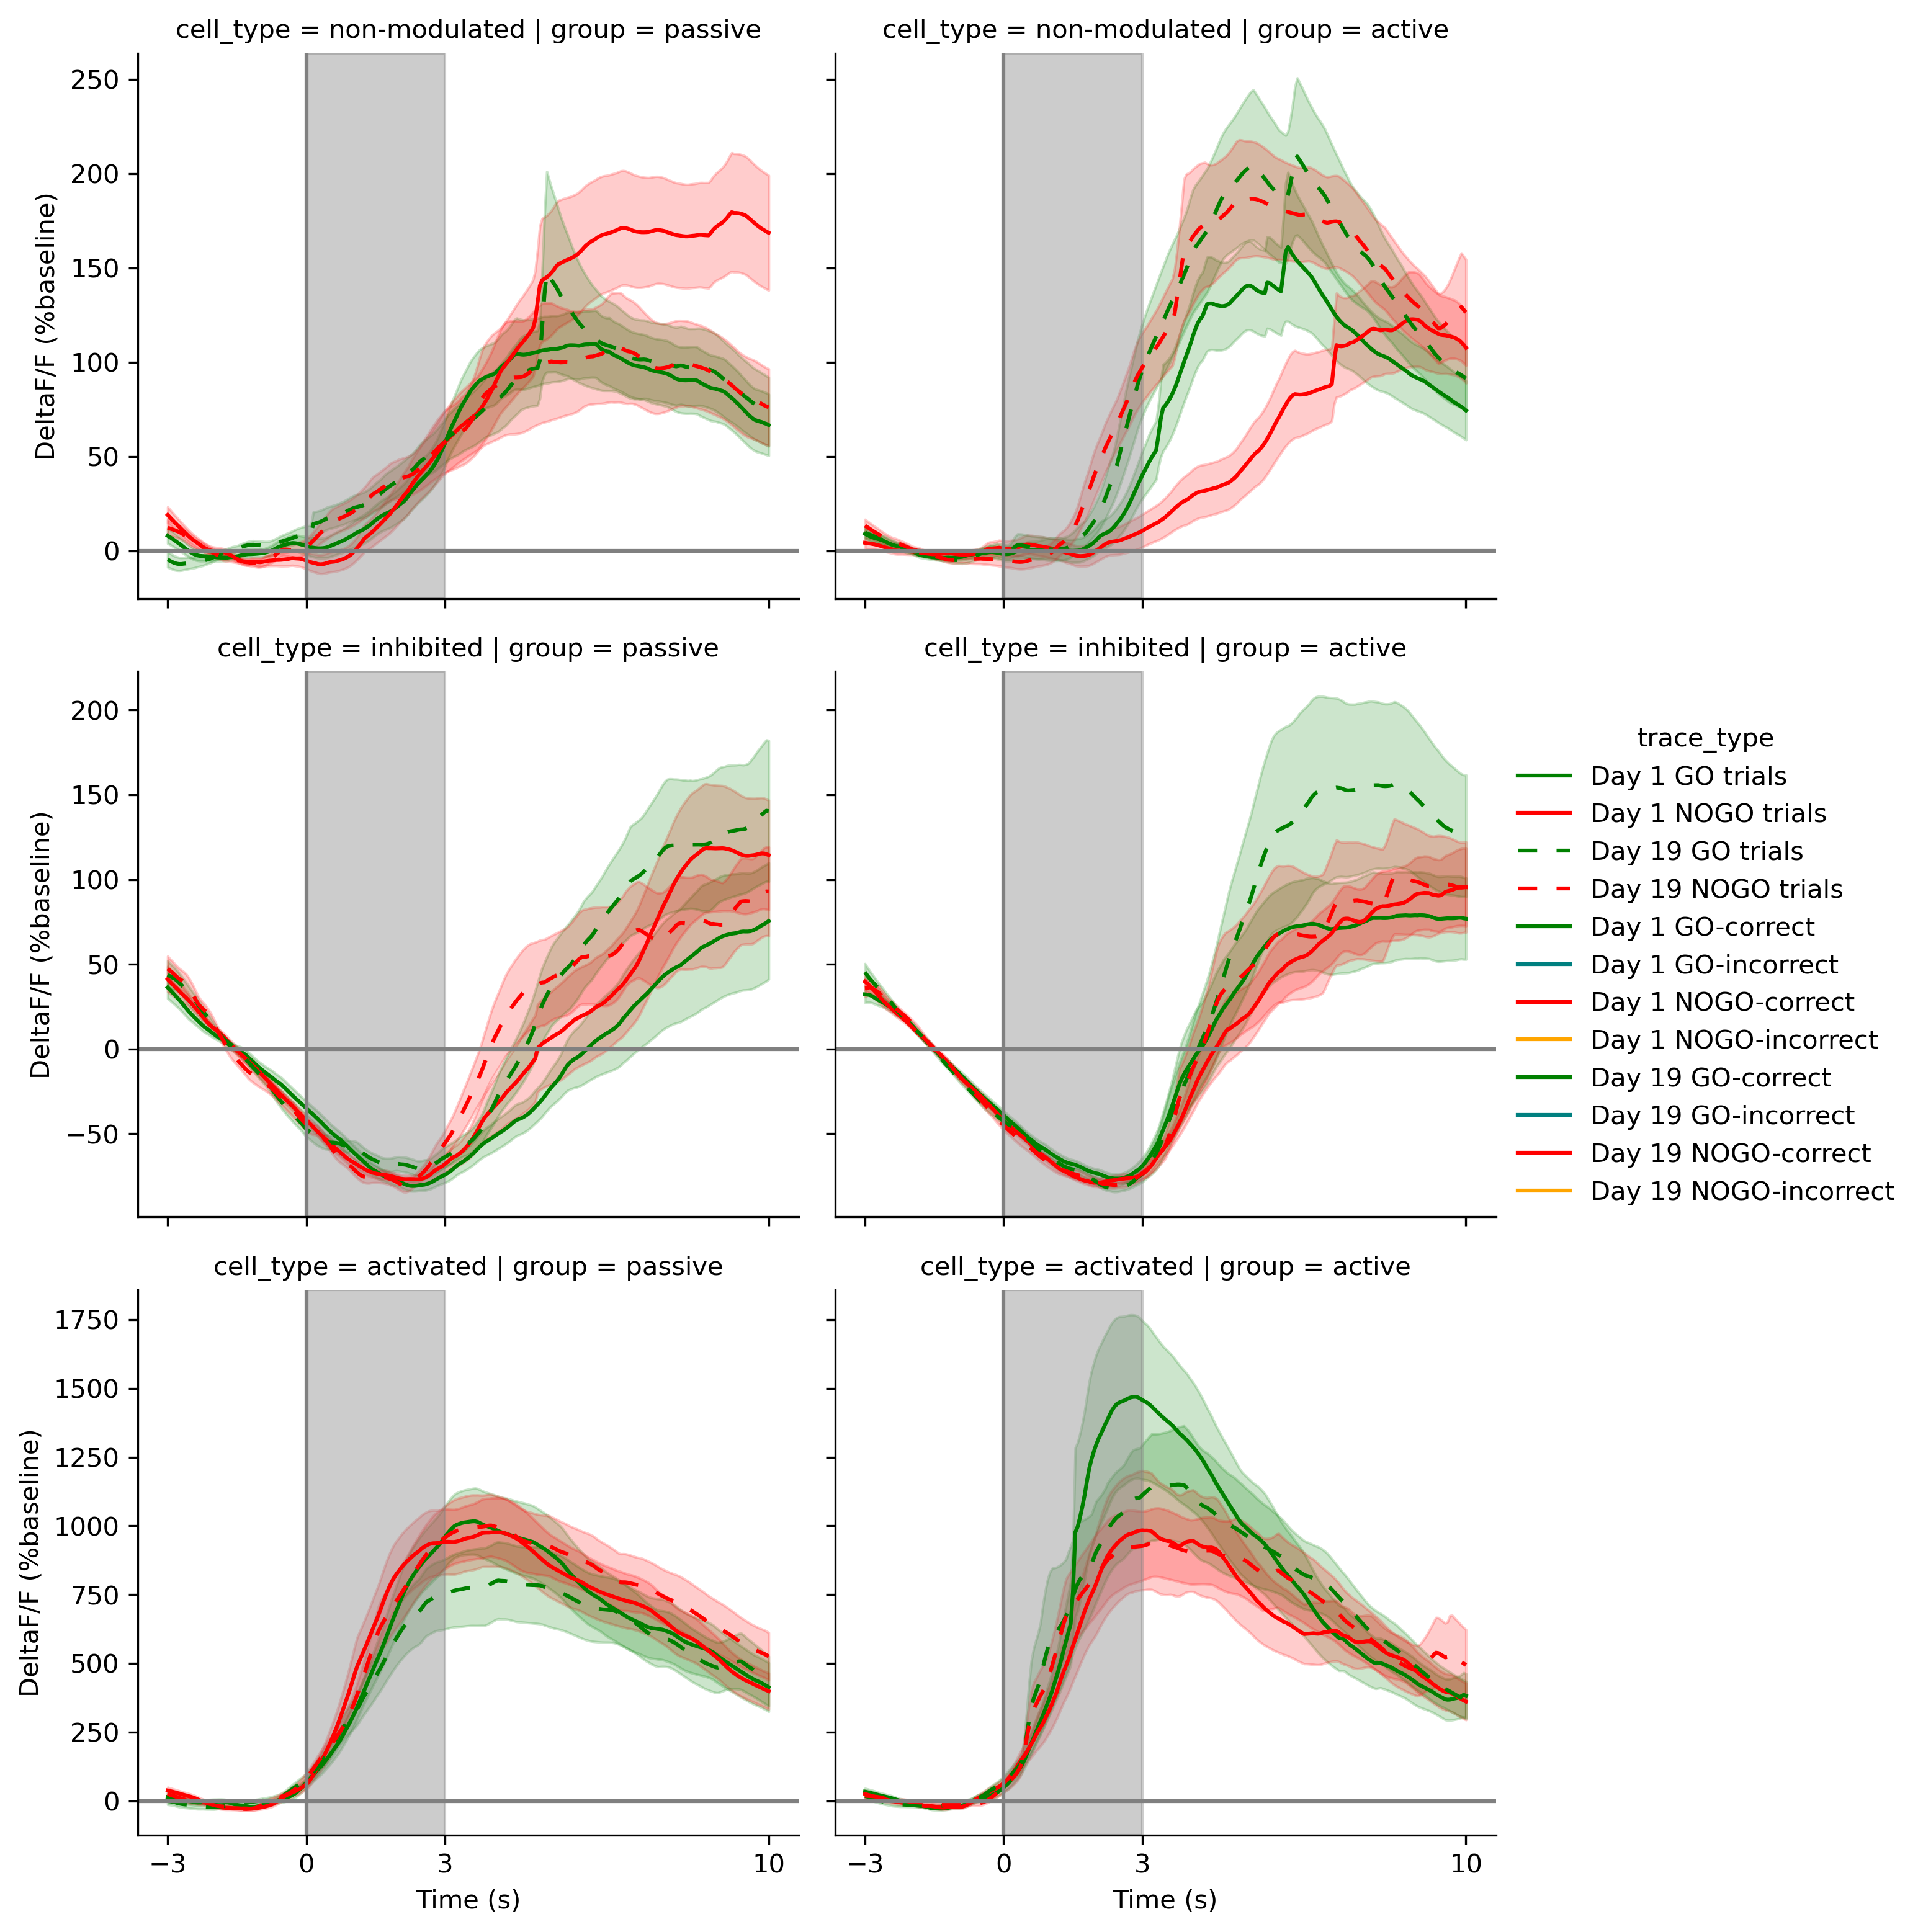 cell_type = non-modulated | group = passive
cell_type = non-modulated | group = active
250
200
150
100
50
0
DeltaF/F (%baseline)
cell_type = inhibited | group = passive
cell_type = inhibited | group = active
200
150
100
50
0
−50
DeltaF/F (%baseline)
trace_type
Day 1 GO trials
Day 1 NOGO trials
Day 19 GO trials
Day 19 NOGO trials
Day 1 GO-correct
Day 1 GO-incorrect
Day 1 NOGO-correct
Day 1 NOGO-incorrect
Day 19 GO-correct
Day 19 GO-incorrect
Day 19 NOGO-correct
Day 19 NOGO-incorrect
cell_type = activated | group = passive
cell_type = activated | group = active
1750
1500
1250
1000
750
500
250
0
DeltaF/F (%baseline)
−3 0 3 10
Time (s)
−3 0 3 10
Time (s)